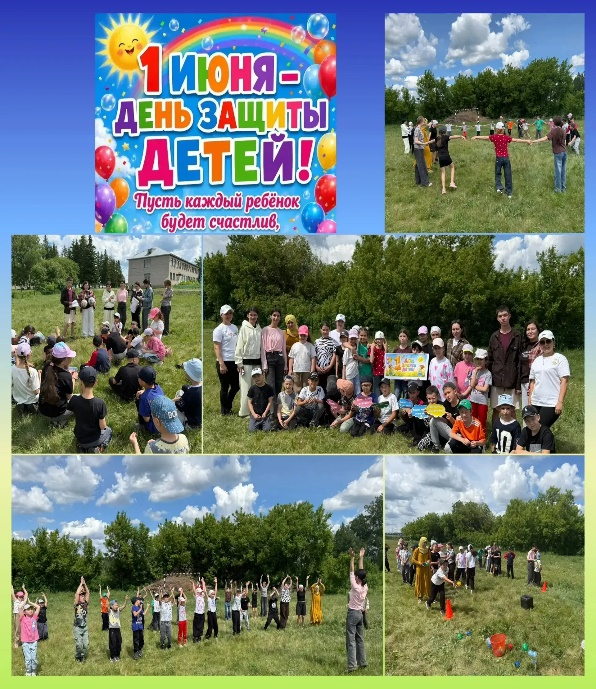 1 ИЮНЯ –
ДЕНЬ ЗАЩИТЫ
ДЕТЕЙ!
Пусть каждый ребёнок
будет счастлив,